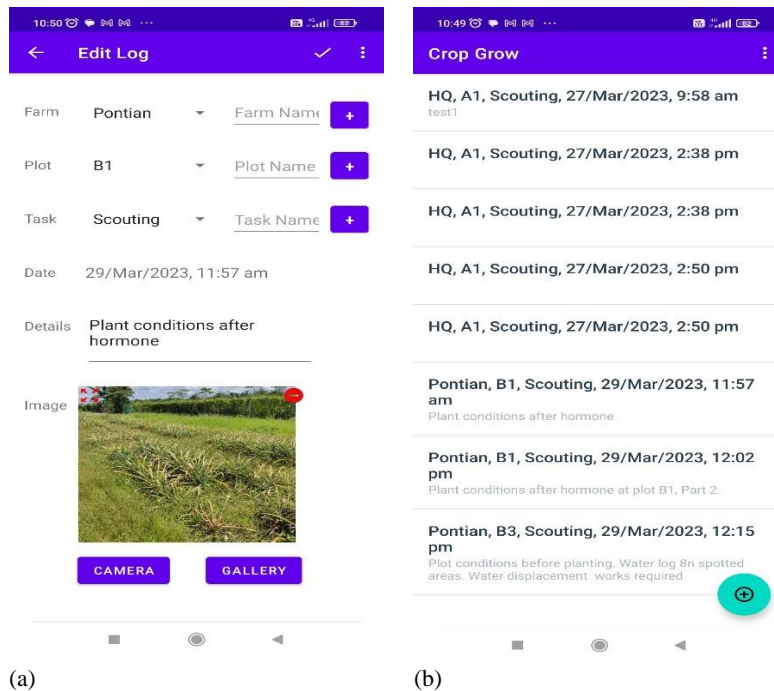 10:50
82
Edit Log
Farm Pontian Farm Name +
Plot B1 Plot Name +
Task Scouting Task Name +
Date 29/Mar/2023, 11:57 am
Details Plant conditions after
hormone
Image
CAMERA GALLERY
(a)
10:49
82
Crop Grow
HQ, A1, Scouting, 27/Mar/2023, 9:58 am
test1
HQ, A1, Scouting, 27/Mar/2023, 2:38 pm
HQ, A1, Scouting, 27/Mar/2023, 2:38 pm
HQ, A1, Scouting, 27/Mar/2023, 2:50 pm
HQ, A1, Scouting, 27/Mar/2023, 2:50 pm
Pontian, B1, Scouting, 29/Mar/2023, 11:57
am
Plant conditions after hormone
Pontian, B1, Scouting, 29/Mar/2023, 12:02
pm
Plant conditions after hormone at plot B1, Part 2
Pontian, B3, Scouting, 29/Mar/2023, 12:15
pm
Plot conditions before planting. Water log 8n spotted
areas. Water displacement works required
(b)